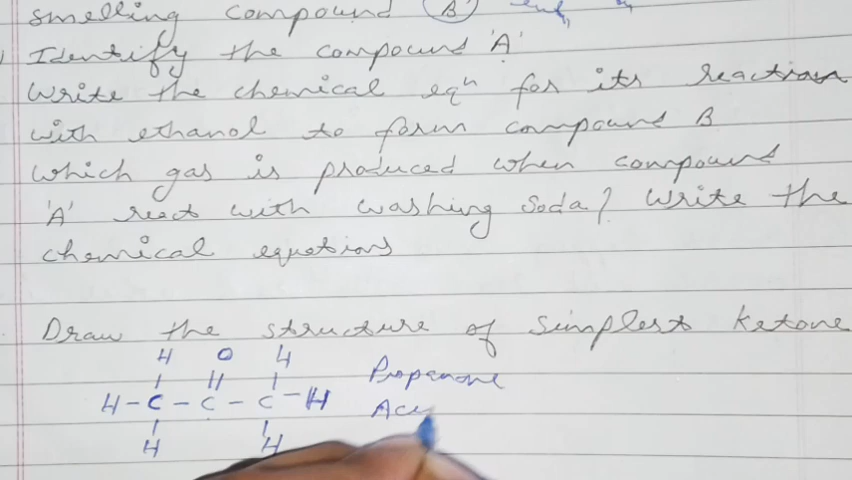 smelling compound 'B'
Identify the compound 'A'
Write the chemical eqⁿ for its reaction
with ethanol to form compound B
Which gas is produced when compound
'A' react with washing soda? Write the
chemical equations
Draw the structure of simplest ketone
H O H
H - C - C - C - H
H H
Propanone
Ace